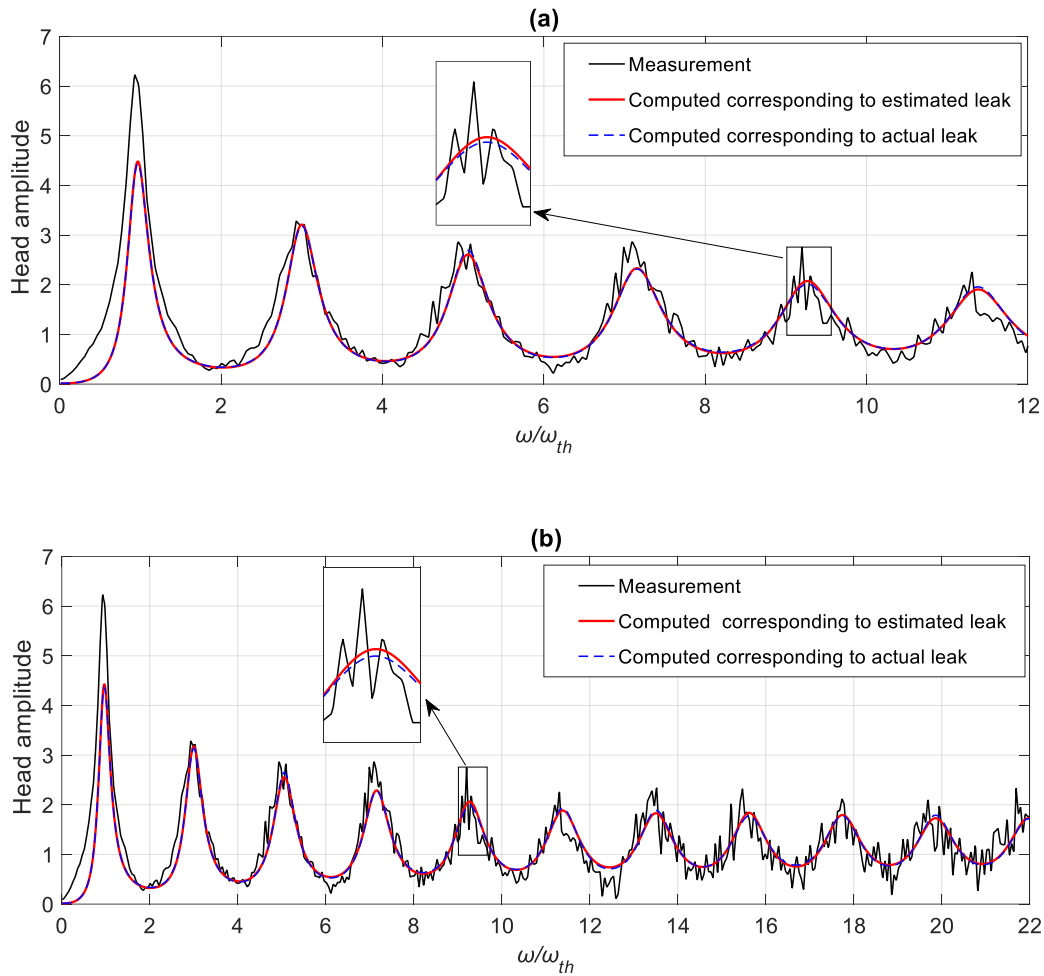 (a)
7
6
5
4
3
2
1
0
Head amplitude
Measurement
Computed corresponding to estimated leak
Computed corresponding to actual leak
0 2 4 6 8 10 12
ω/ω_th
(b)
7
6
5
4
3
2
1
0
Head amplitude
Measurement
Computed corresponding to estimated leak
Computed corresponding to actual leak
0 2 4 6 8 10 12 14 16 18 20 22
ω/ω_th